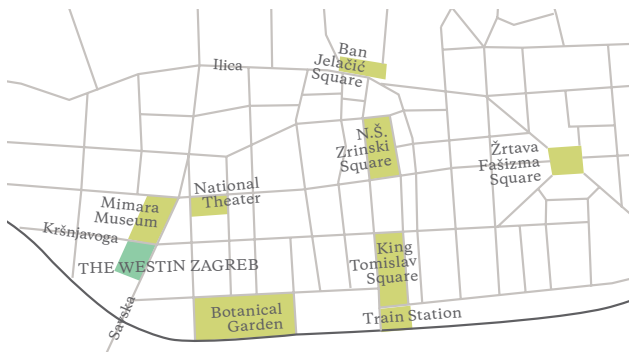 Ban
Jelačić
Square
Ilica
N.Š.
Zrinski
Square
Žrtava
Fašizma
Square
National
Theater
Mimara
Museum
Kršnjavoga
THE WESTIN ZAGREB
King
Tomislav
Square
Savska
Botanical
Garden
Train Station